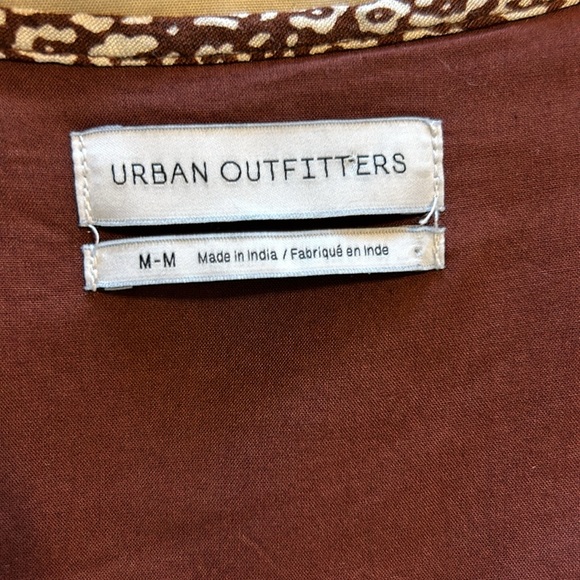 URBAN OUTFITTERS
M-M Made in India / Fabriqué en Inde